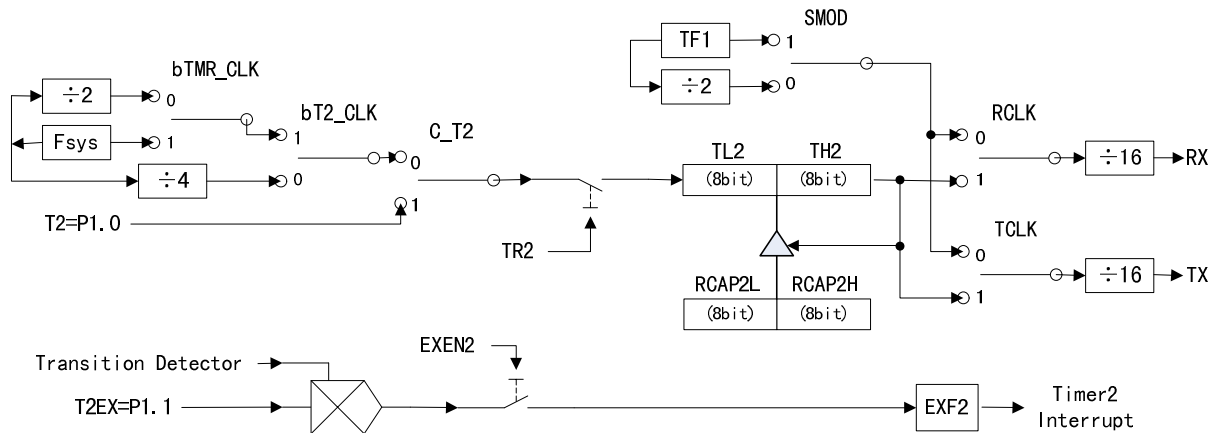 SMOD
TF1
1
÷2
0
bTMR_CLK
÷2
0
Fsys
1
÷4
bT2_CLK
1
0
C_T2
0
1
T2=P1.0
TR2
TL2
(8bit)
TH2
(8bit)
RCAP2L
(8bit)
RCAP2H
(8bit)
RCLK
0
1
÷16
RX
TCLK
0
1
÷16
TX
Transition Detector
T2EX=P1.1
EXEN2
EXF2
Timer2
Interrupt